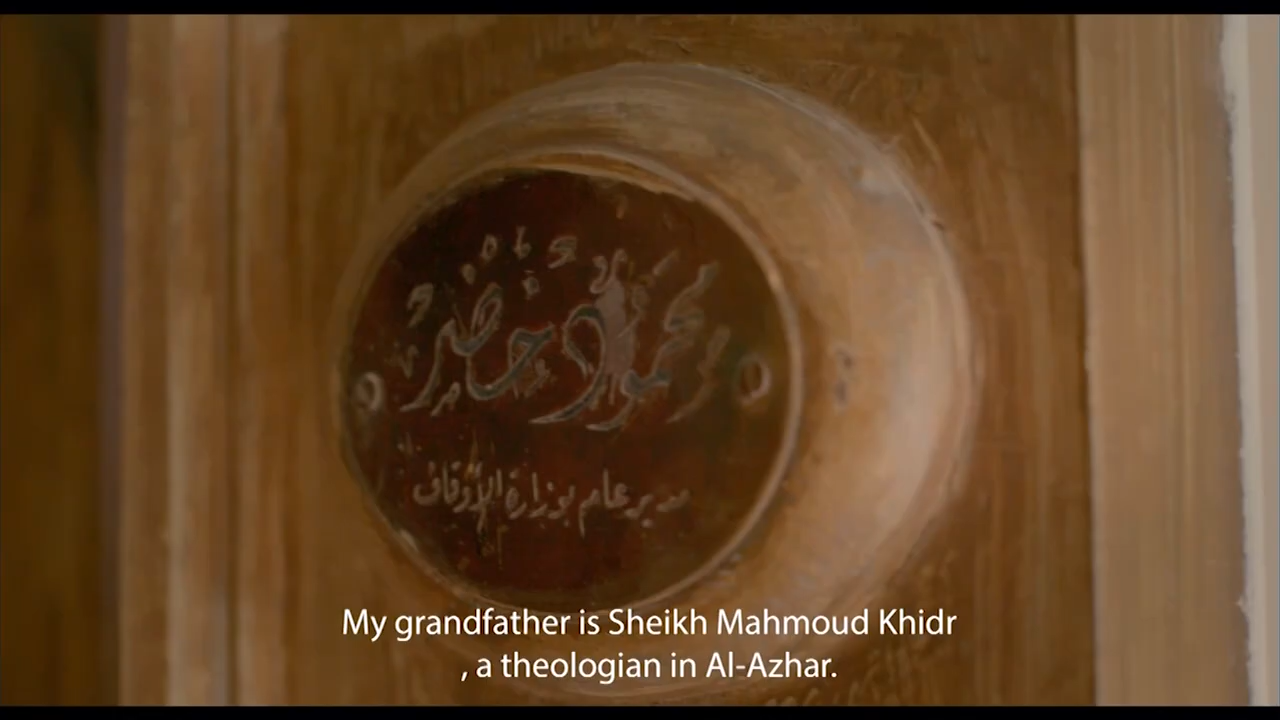 محمود خضر
مدير عام بوزارة الأوقاف
My grandfather is Sheikh Mahmoud Khidr
, a theologian in Al-Azhar.